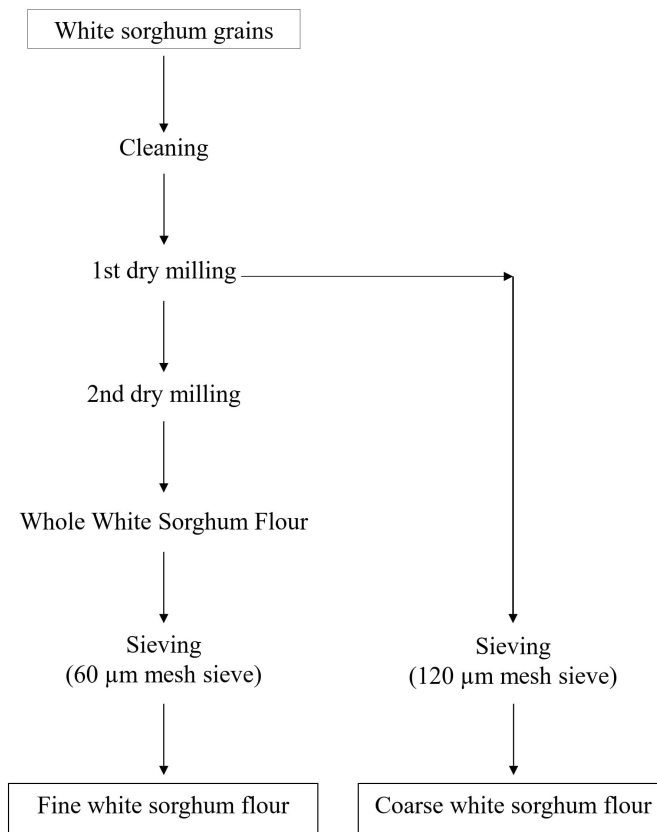 White sorghum grains
Cleaning
1st dry milling
2nd dry milling
Whole White Sorghum Flour
Sieving
(60 µm mesh sieve)
Sieving
(120 µm mesh sieve)
Fine white sorghum flour
Coarse white sorghum flour